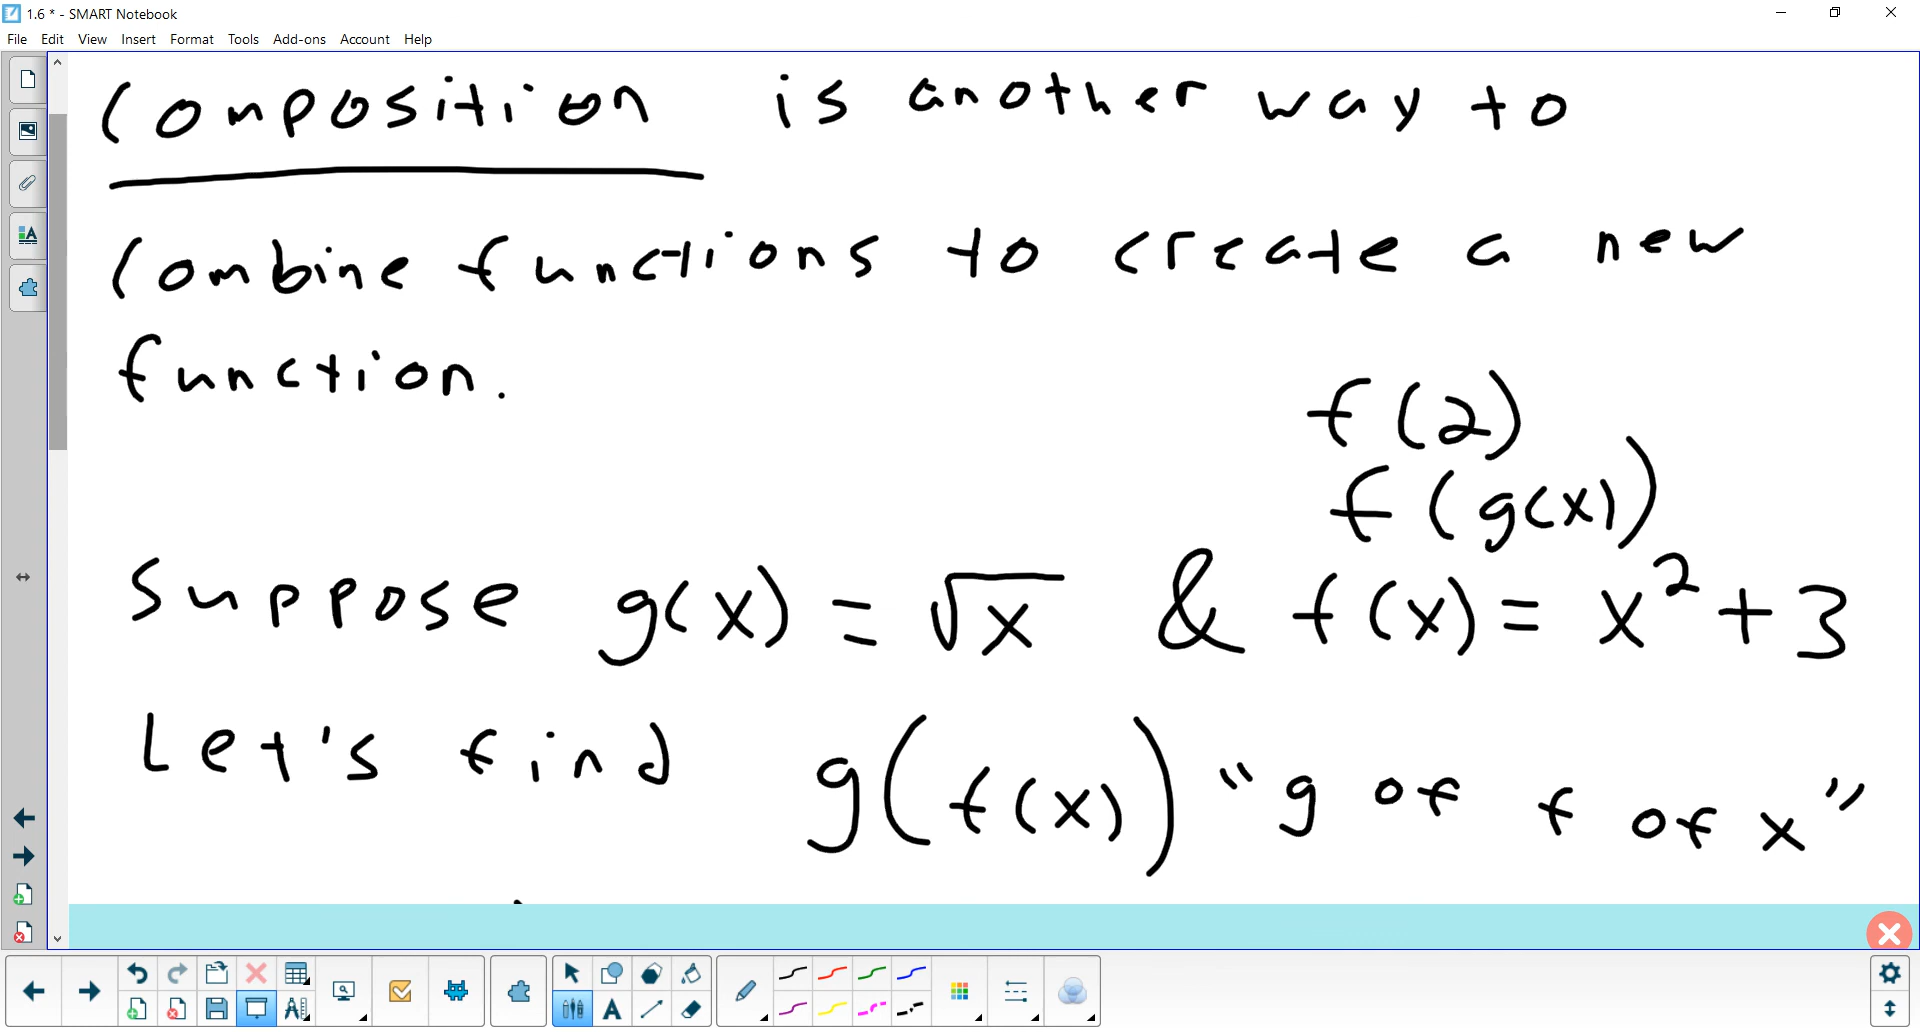 1.6 * - SMART Notebook
File Edit View Insert Format Tools Add-ons Account Help
Composition is another way to
combine functions to create a new
function.
f(2)
f(g(x))
Suppose g(x) = √x & f(x) = x² + 3
Let's find g(f(x)) "g of f of x"